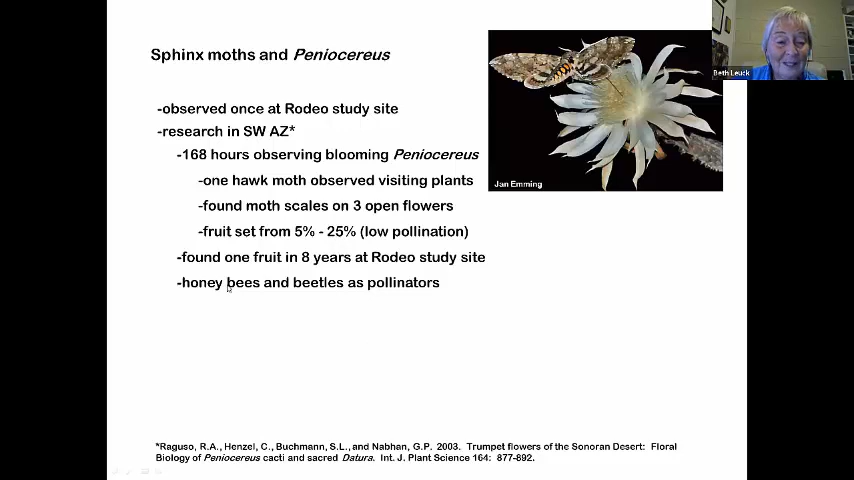 Sphinx moths and Peniocereus
-observed once at Rodeo study site
-research in SW AZ*
-168 hours observing blooming Peniocereus
-one hawk moth observed visiting plants
-found moth scales on 3 open flowers
-fruit set from 5% - 25% (low pollination)
-found one fruit in 8 years at Rodeo study site
-honey bees and beetles as pollinators
Jan Emming
Beth Leuck
*Raguso, R.A., Henzel, C., Buchmann, S.L., and Nabhan, G.P. 2003. Trumpet flowers of the Sonoran Desert: Floral
Biology of Peniocereus cacti and sacred Datura. Int. J. Plant Science 164: 877-892.